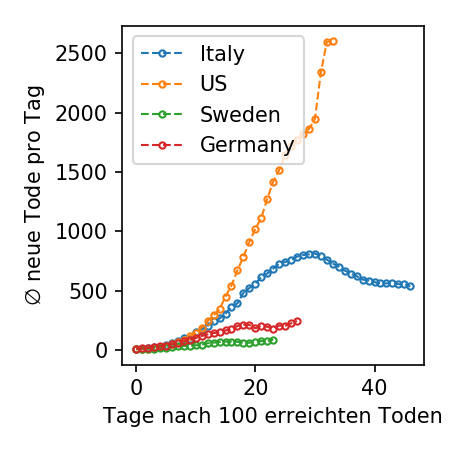 2500
2000
1500
1000
500
0
∅ neue Tode pro Tag
Italy
US
Sweden
Germany
0 20 40
Tage nach 100 erreichten Toden